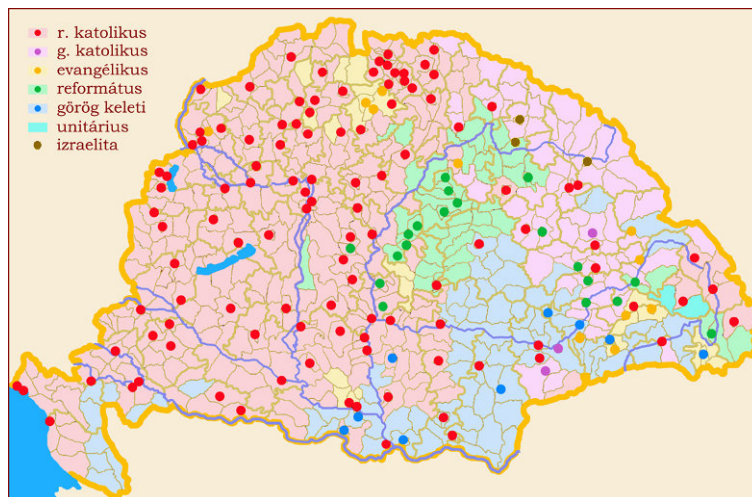 r. katolikus
g. katolikus
evangélikus
református
görög keleti
unitárius
izraelita